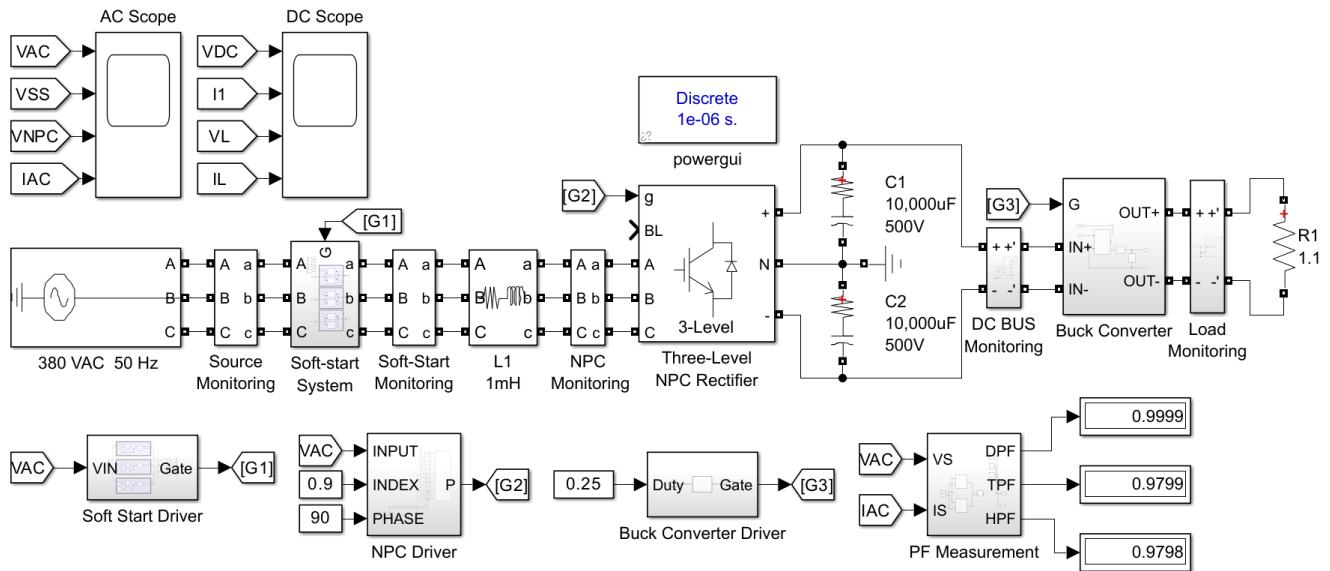 AC Scope
DC Scope
VAC
VSS
VNPC
IAC
VDC
I1
VL
IL
Discrete
1e-06 s.
powergui
[G1]
G
A a
B b
C c
380 VAC 50 Hz
A
B
C
Source
Monitoring
A a
B b
C c
Soft-start
System
A a
B b
C c
Soft-Start
Monitoring
A a
B b
C c
L1
1mH
A a
B b
C c
NPC
Monitoring
[G2]
g
BL
A
B
C
+
N
-
3-Level
Three-Level
NPC Rectifier
C1
10,000uF
500V
C2
10,000uF
500V
+ +'
- -'
DC BUS
Monitoring
[G3]
G
IN+
IN-
OUT+
OUT-
Buck Converter
+ +'
- -'
Load
Monitoring
R1
1.1
VAC
VIN
Gate
[G1]
Soft Start Driver
VAC
0.9
90
INPUT
INDEX
PHASE
P
[G2]
NPC Driver
0.25
Duty
Gate
[G3]
Buck Converter Driver
VAC
IAC
VS
IS
DPF
TPF
HPF
PF Measurement
0.9999
0.9799
0.9798